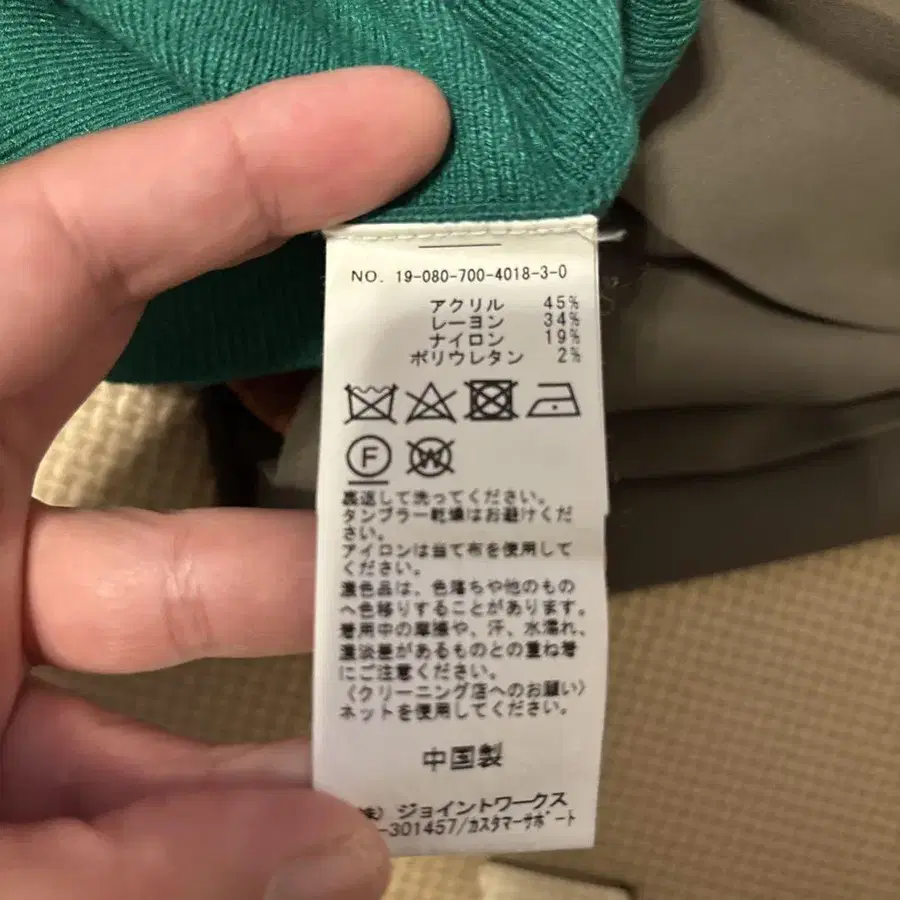 NO. 19-080-700-4018-3-0
アクリル 45%
レーヨン 34%
ナイロン 19%
ポリウレタン 2%
F W
裏返して洗ってください。
タンブラー乾燥はお避けくだ
さい。
アイロンは当て布を使用して
ください。
濃色品は、色落ちや他のもの
へ色移りすることがあります。
着用中の摩擦や、汗、水濡れ、
濃淡差があるものとの重ね着
にご注意ください。
〈クリーニング店へのお願い〉
ネットを使用してください。
中国製
ジョイントワークス
-301457/カスタマーサポート